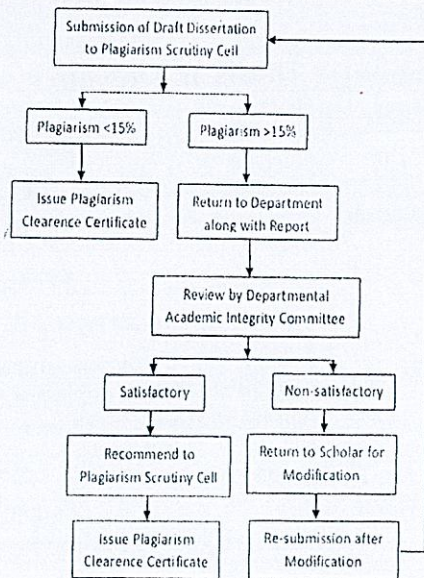 Submission of Draft Dissertation
to Plagiarism Scrutiny Cell
Plagiarism <15%
Plagiarism >15%
Issue Plagiarism
Clearence Certificate
Return to Department
along with Report
Review by Departmental
Academic Integrity Committee
Satisfactory
Non-satisfactory
Recommend to
Plagiarism Scrutiny Cell
Return to Scholar for
Modification
Issue Plagiarism
Clearence Certificate
Re-submission after
Modification